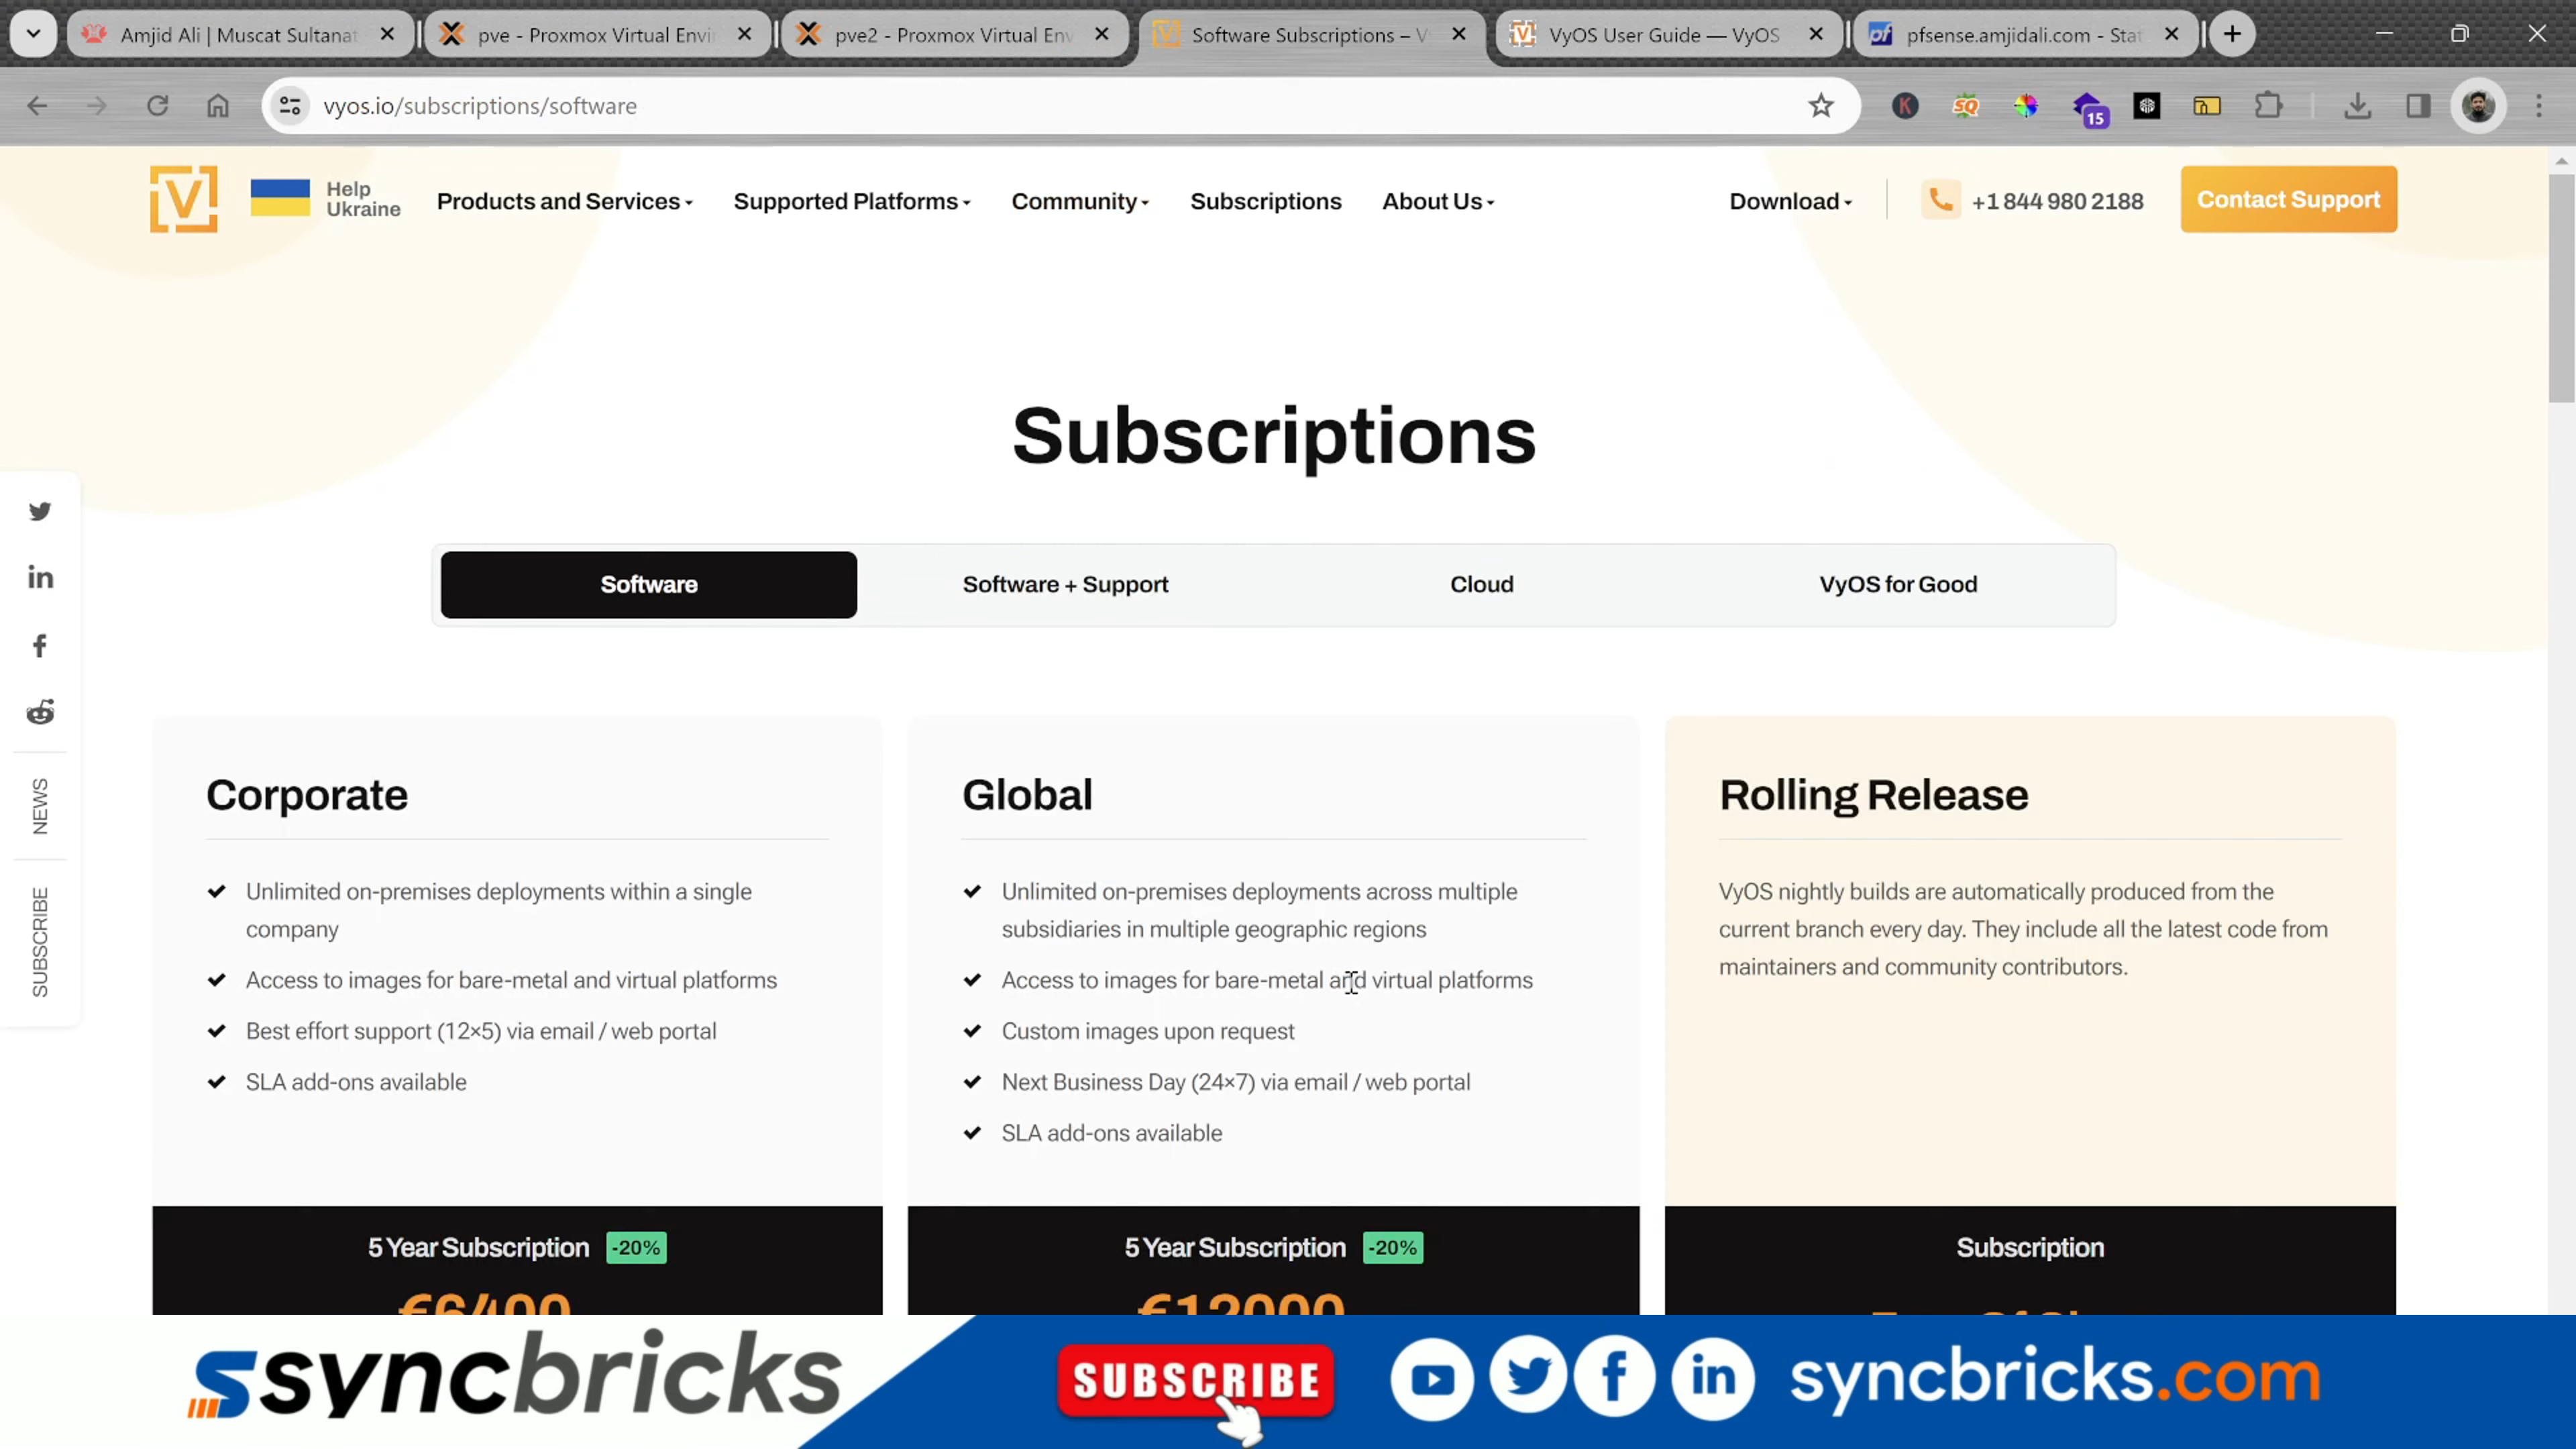 Amjid Ali | Muscat Sultanat
pve - Proxmox Virtual Envi
pve2 - Proxmox Virtual Env
Software Subscriptions – V
VyOS User Guide — VyOS
pfsense.amjidali.com - Stat
vyos.io/subscriptions/software
K
SQ
15
V
Help
Ukraine
Products and Services
Supported Platforms
Community
Subscriptions
About Us
Download
+1 844 980 2188
Contact Support
Subscriptions
Software
Software + Support
Cloud
VyOS for Good
NEWS
SUBSCRIBE
Corporate
Unlimited on-premises deployments within a single
company
Access to images for bare-metal and virtual platforms
Best effort support (12×5) via email / web portal
SLA add-ons available
5 Year Subscription -20%
€6400
Global
Unlimited on-premises deployments across multiple
subsidiaries in multiple geographic regions
Access to images for bare-metal and virtual platforms
Custom images upon request
Next Business Day (24×7) via email / web portal
SLA add-ons available
5 Year Subscription -20%
€12000
Rolling Release
VyOS nightly builds are automatically produced from the
current branch every day. They include all the latest code from
maintainers and community contributors.
Subscription
syncbricks
SUBSCRIBE
syncbricks.com